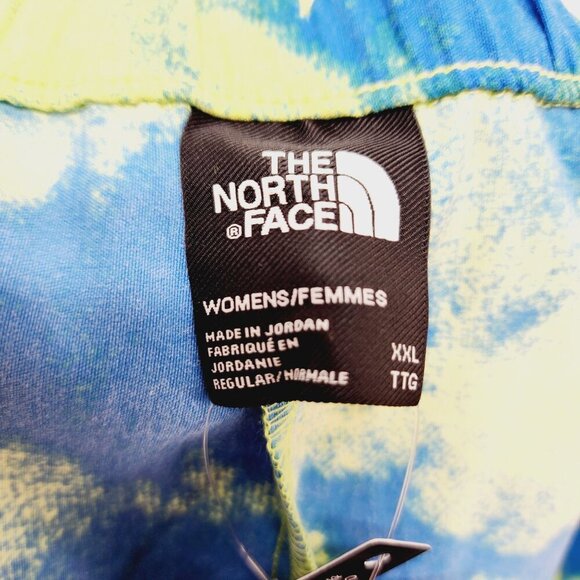 THE
NORTH
®FACE
WOMENS/FEMMES
MADE IN JORDAN
FABRIQUÉ EN
JORDANIE
REGULAR/NORMALE
XXL
TTG